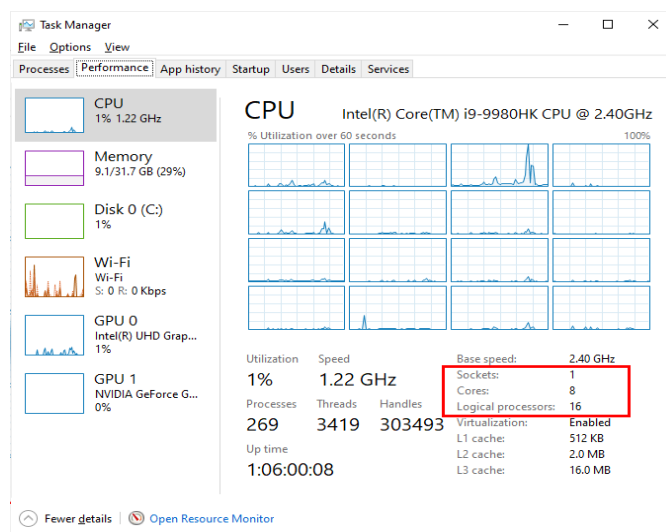 Task Manager
File Options View
Processes Performance App history Startup Users Details Services
CPU
1% 1.22 GHz
Memory
9.1/31.7 GB (29%)
Disk 0 (C:)
1%
Wi-Fi
Wi-Fi
S: 0 R: 0 Kbps
GPU 0
Intel(R) UHD Grap...
1%
GPU 1
NVIDIA GeForce G...
0%
CPU Intel(R) Core(TM) i9-9980HK CPU @ 2.40GHz
% Utilization over 60 seconds 100%
Utilization Speed
1% 1.22 GHz
Processes Threads Handles
269 3419 303493
Up time
1:06:00:08
Base speed: 2.40 GHz
Sockets: 1
Cores: 8
Logical processors: 16
Virtualization: Enabled
L1 cache: 512 KB
L2 cache: 2.0 MB
L3 cache: 16.0 MB
Fewer details Open Resource Monitor